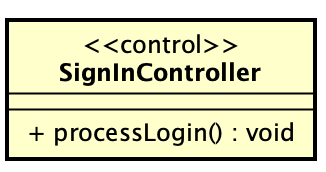 <<control>>
SignInController
+ processLogin() : void